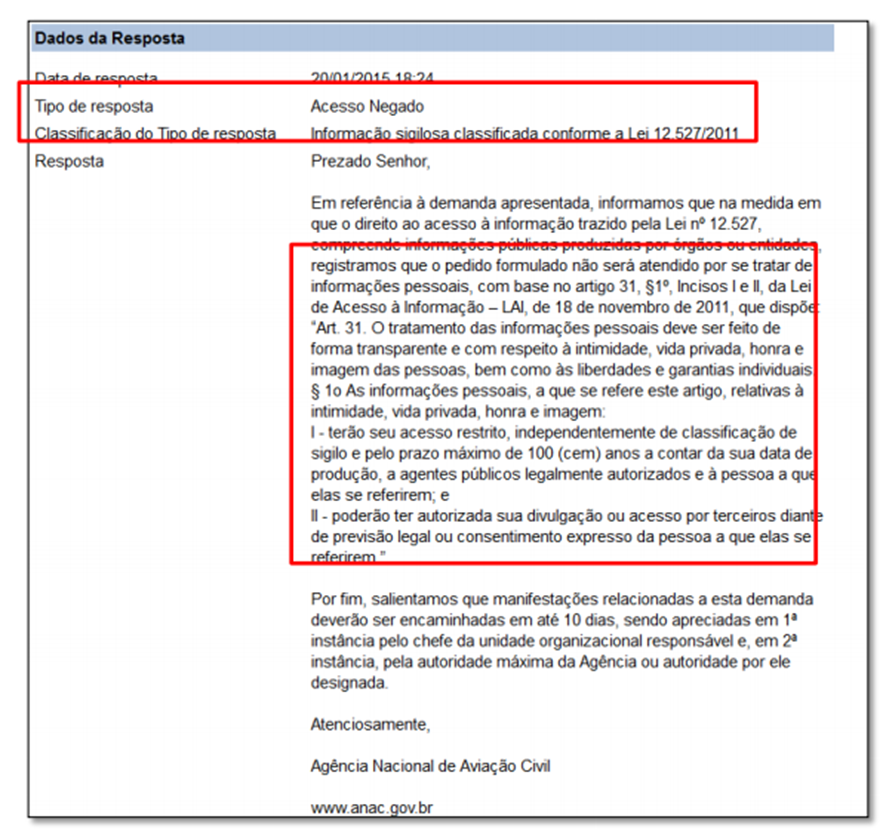 Dados da Resposta
Data de resposta 20/01/2015 18:24
Tipo de resposta Acesso Negado
Classificação do Tipo de resposta Informação sigilosa classificada conforme a Lei 12.527/2011
Resposta Prezado Senhor,
Em referência à demanda apresentada, informamos que na medida em
que o direito ao acesso à informação trazido pela Lei nº 12.527,
compreende informações públicas produzidas por órgãos ou entidades,
registramos que o pedido formulado não será atendido por se tratar de
informações pessoais, com base no artigo 31, §1º, Incisos I e II, da Lei
de Acesso à Informação – LAI, de 18 de novembro de 2011, que dispõe:
“Art. 31. O tratamento das informações pessoais deve ser feito de
forma transparente e com respeito à intimidade, vida privada, honra e
imagem das pessoas, bem como às liberdades e garantias individuais.
§ 1o As informações pessoais, a que se refere este artigo, relativas à
intimidade, vida privada, honra e imagem:
I - terão seu acesso restrito, independentemente de classificação de
sigilo e pelo prazo máximo de 100 (cem) anos a contar da sua data de
produção, a agentes públicos legalmente autorizados e à pessoa a que
elas se referirem; e
II - poderão ter autorizada sua divulgação ou acesso por terceiros diante
de previsão legal ou consentimento expresso da pessoa a que elas se
referirem.”
Por fim, salientamos que manifestações relacionadas a esta demanda
deverão ser encaminhadas em até 10 dias, sendo apreciadas em 1ª
instância pelo chefe da unidade organizacional responsável e, em 2ª
instância, pela autoridade máxima da Agência ou autoridade por ele
designada.
Atenciosamente,
Agência Nacional de Aviação Civil
www.anac.gov.br